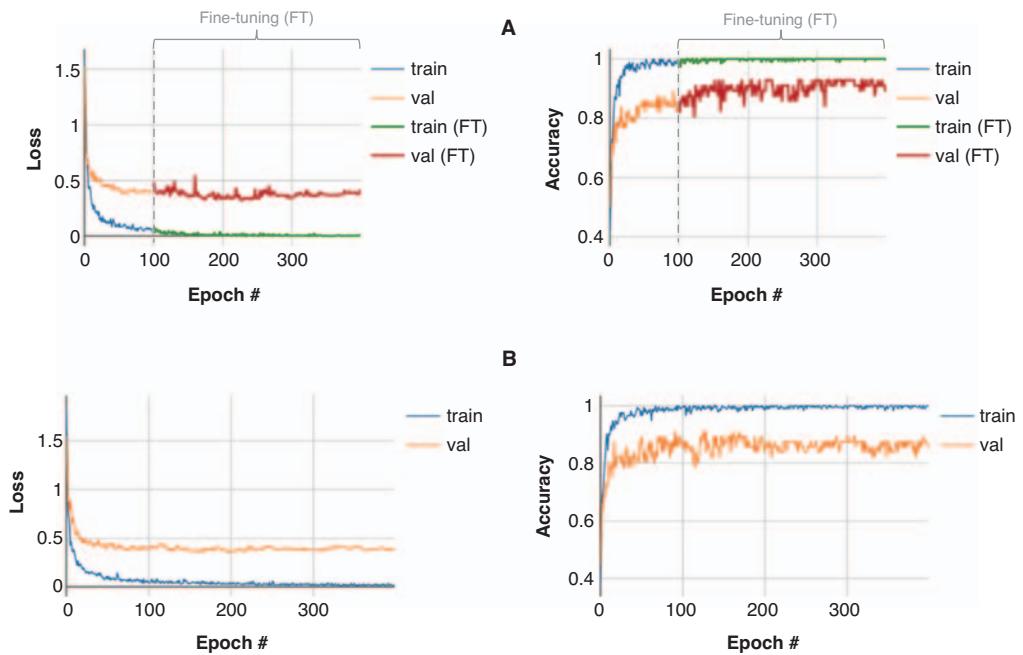 Fine-tuning (FT)
A
Fine-tuning (FT)
Loss
1.5
1
0.5
0
0
100
200
300
Epoch #
train
val
train (FT)
val (FT)
Accuracy
1
0.8
0.6
0.4
0
100
200
300
Epoch #
train
val
train (FT)
val (FT)
B
Loss
1.5
1
0.5
0
0
100
200
300
Epoch #
train
val
Accuracy
1
0.8
0.6
0.4
0
100
200
300
Epoch #
train
val